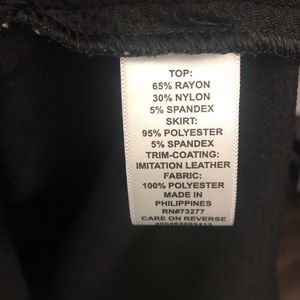 TOP:
65% RAYON
30% NYLON
5% SPANDEX
SKIRT:
95% POLYESTER
5% SPANDEX
TRIM-COATING:
IMITATION LEATHER
FABRIC:
100% POLYESTER
MADE IN
PHILIPPINES
RN#73277
CARE ON REVERSE